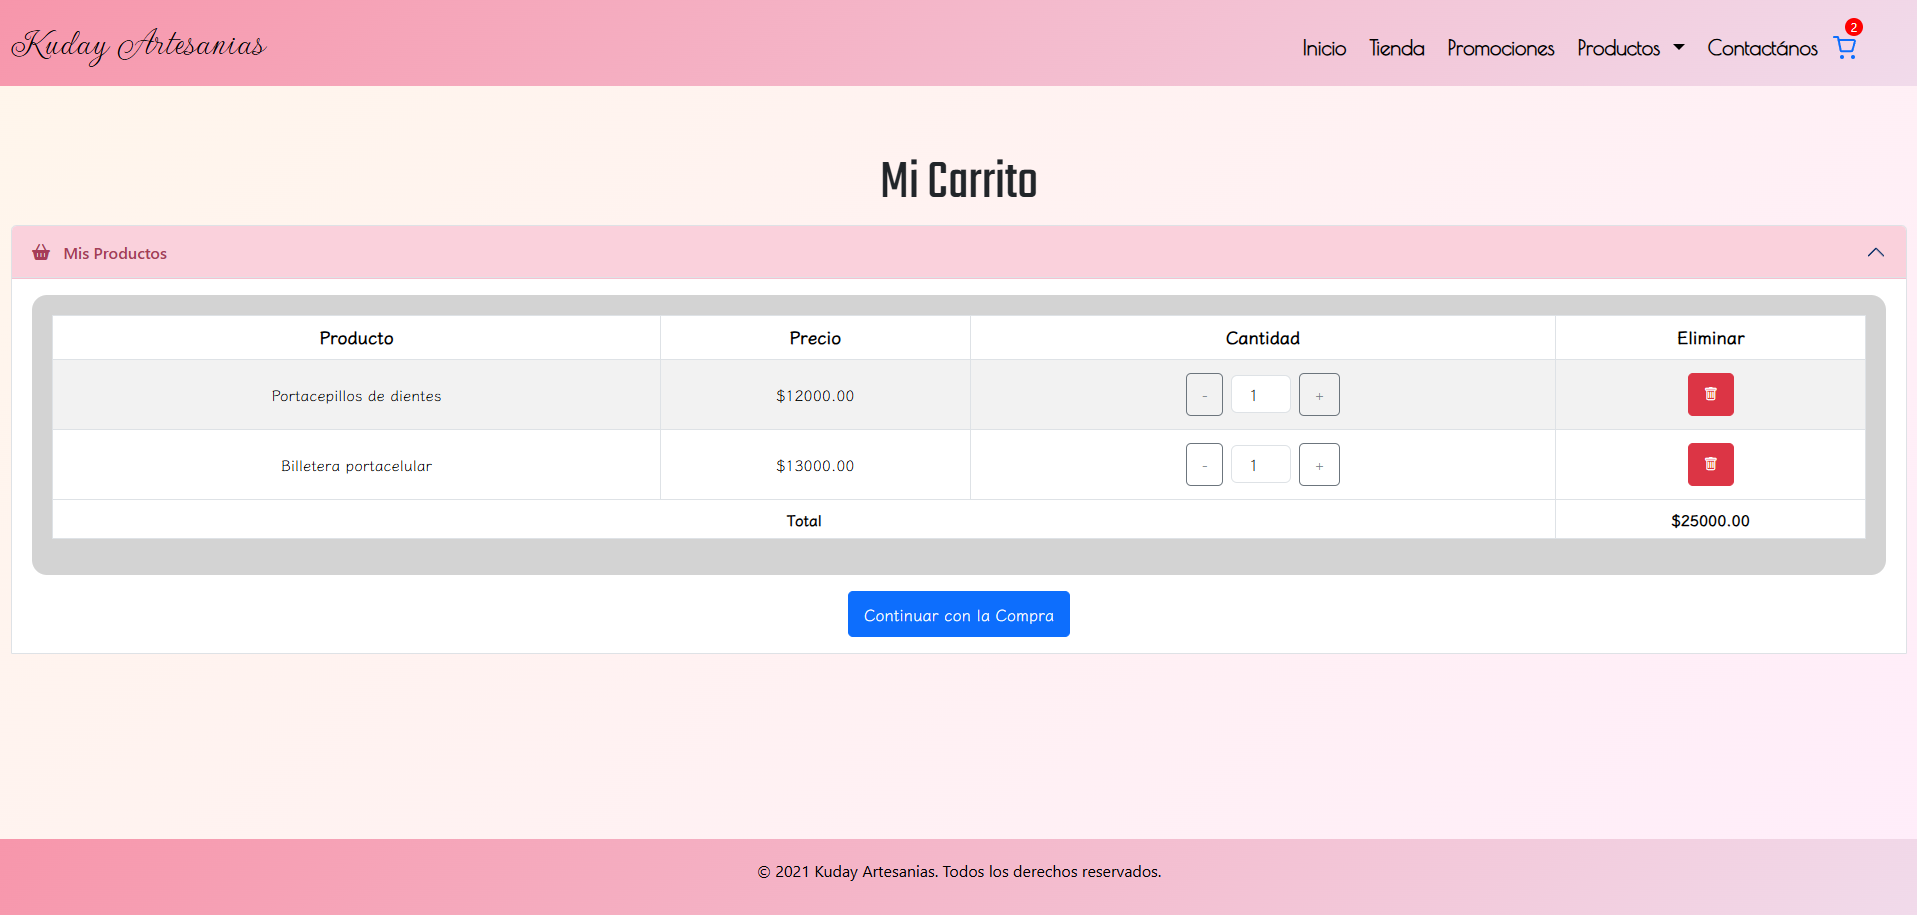 Kuday Artesanias
Inicio Tienda Promociones Productos Contactános 2
Mi Carrito
Mis Productos
Producto Precio Cantidad Eliminar
Portacepillos de dientes $12000.00 - 1 +
Billetera portacelular $13000.00 - 1 +
Total $25000.00
Continuar con la Compra
© 2021 Kuday Artesanias. Todos los derechos reservados.